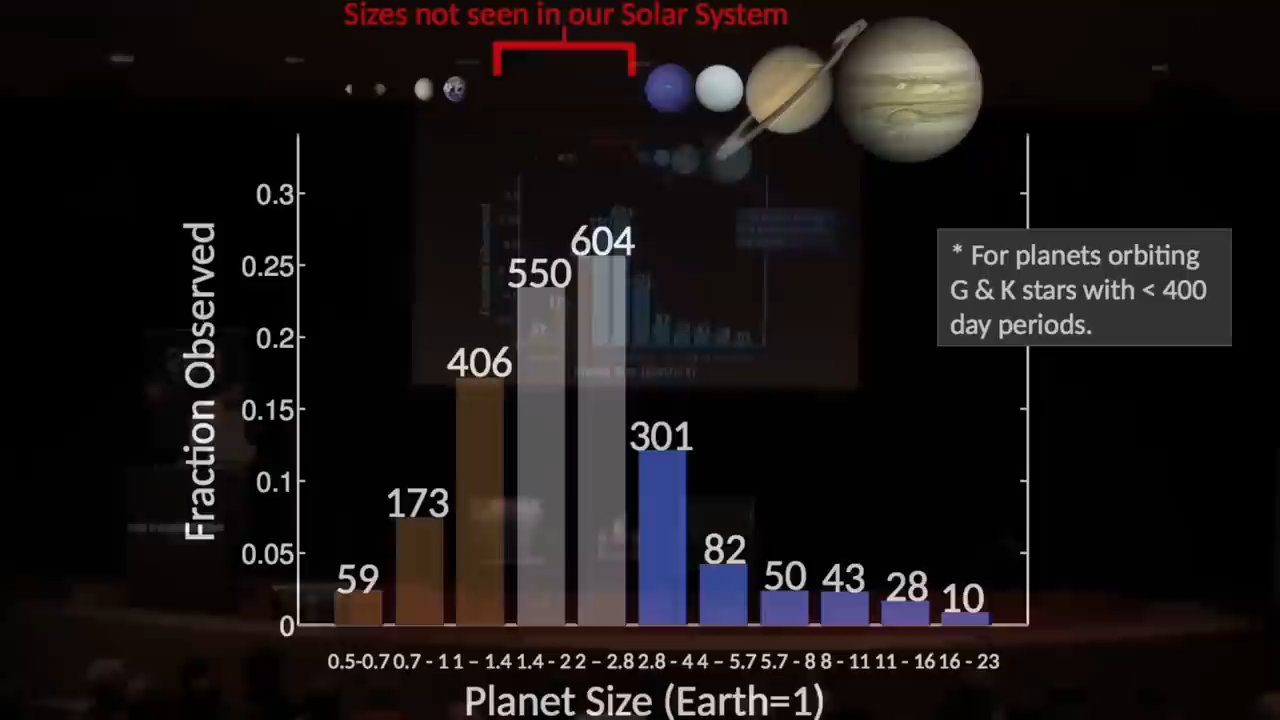 Sizes not seen in our Solar System
0.3
0.25
0.2
0.15
0.1
0.05
0
Fraction Observed
59
173
406
550
604
301
82
50
43
28
10
* For planets orbiting
G & K stars with < 400
day periods.
0.5-0.7 0.7 - 1 1 – 1.4 1.4 - 2 2 – 2.8 2.8 - 4 4 – 5.7 5.7 - 8 8 - 11 11 - 16 16 - 23
Planet Size (Earth=1)